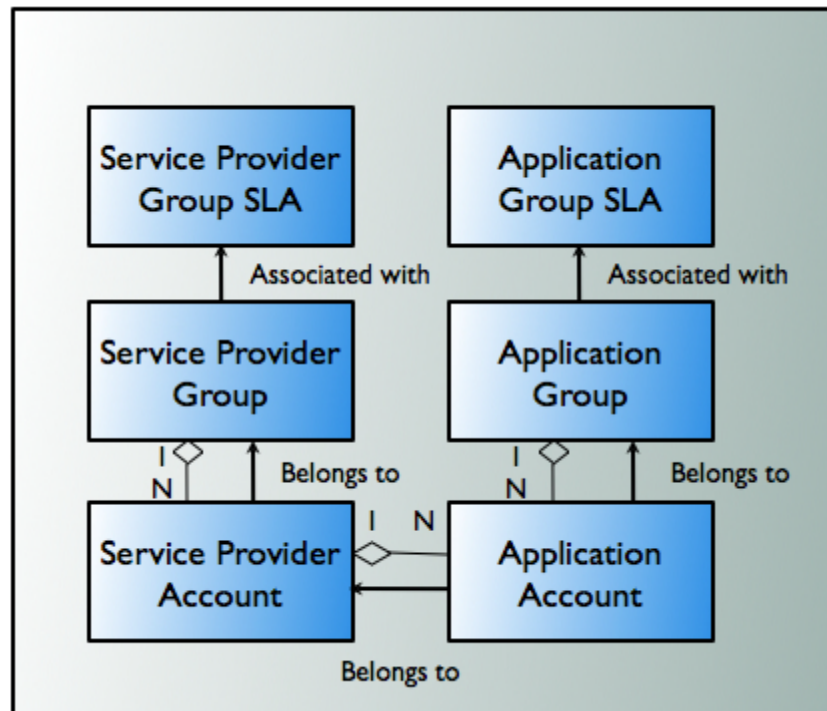 Service Provider
Group SLA
Application
Group SLA
Associated with
Associated with
Service Provider
Group
Application
Group
1
N
Belongs to
1
N
Belongs to
1
N
Service Provider
Account
Application
Account
Belongs to